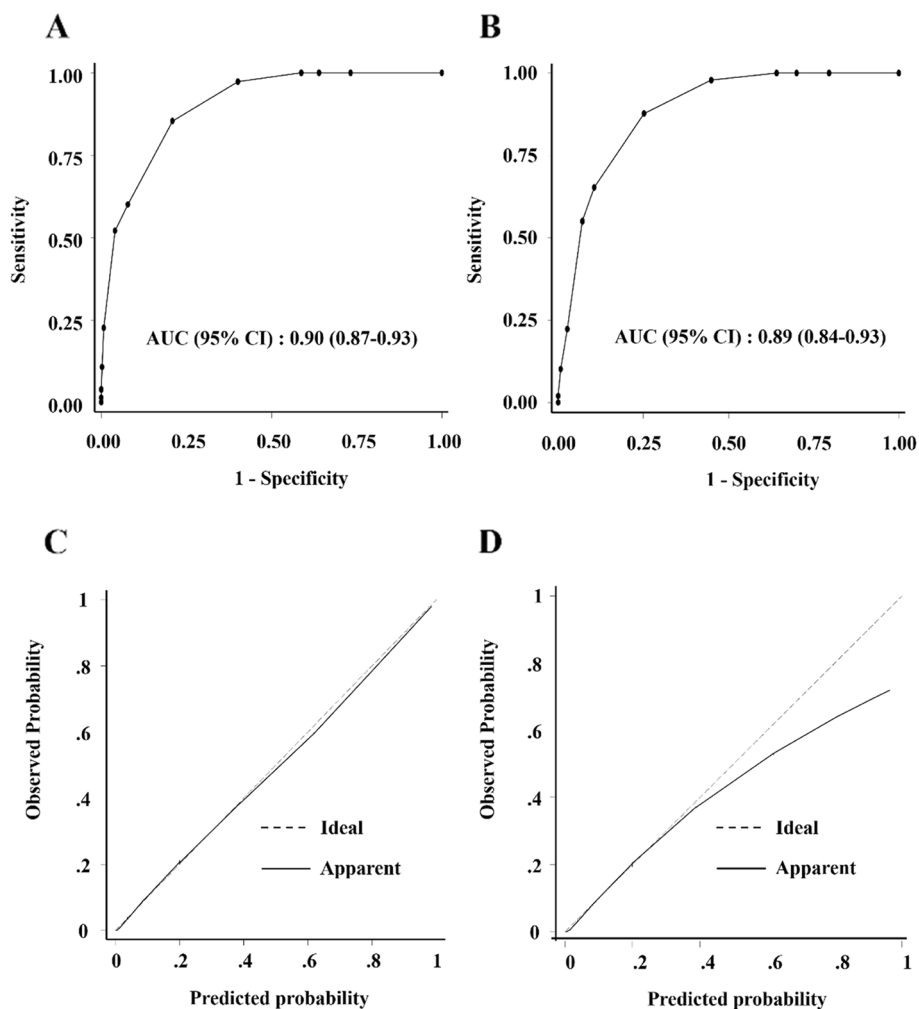 A
1.00
0.75
0.50
0.25
0.00
Sensitivity
AUC (95% CI) : 0.90 (0.87-0.93)
0.00 0.25 0.50 0.75 1.00
1 - Specificity
B
1.00
0.75
0.50
0.25
0.00
Sensitivity
AUC (95% CI) : 0.89 (0.84-0.93)
0.00 0.25 0.50 0.75 1.00
1 - Specificity
C
1
.8
.6
.4
.2
0
Observed Probability
Ideal
Apparent
0 .2 .4 .6 .8 1
Predicted probability
D
1
.8
.6
.4
.2
0
Observed Probability
Ideal
Apparent
0 .2 .4 .6 .8 1
Predicted probability